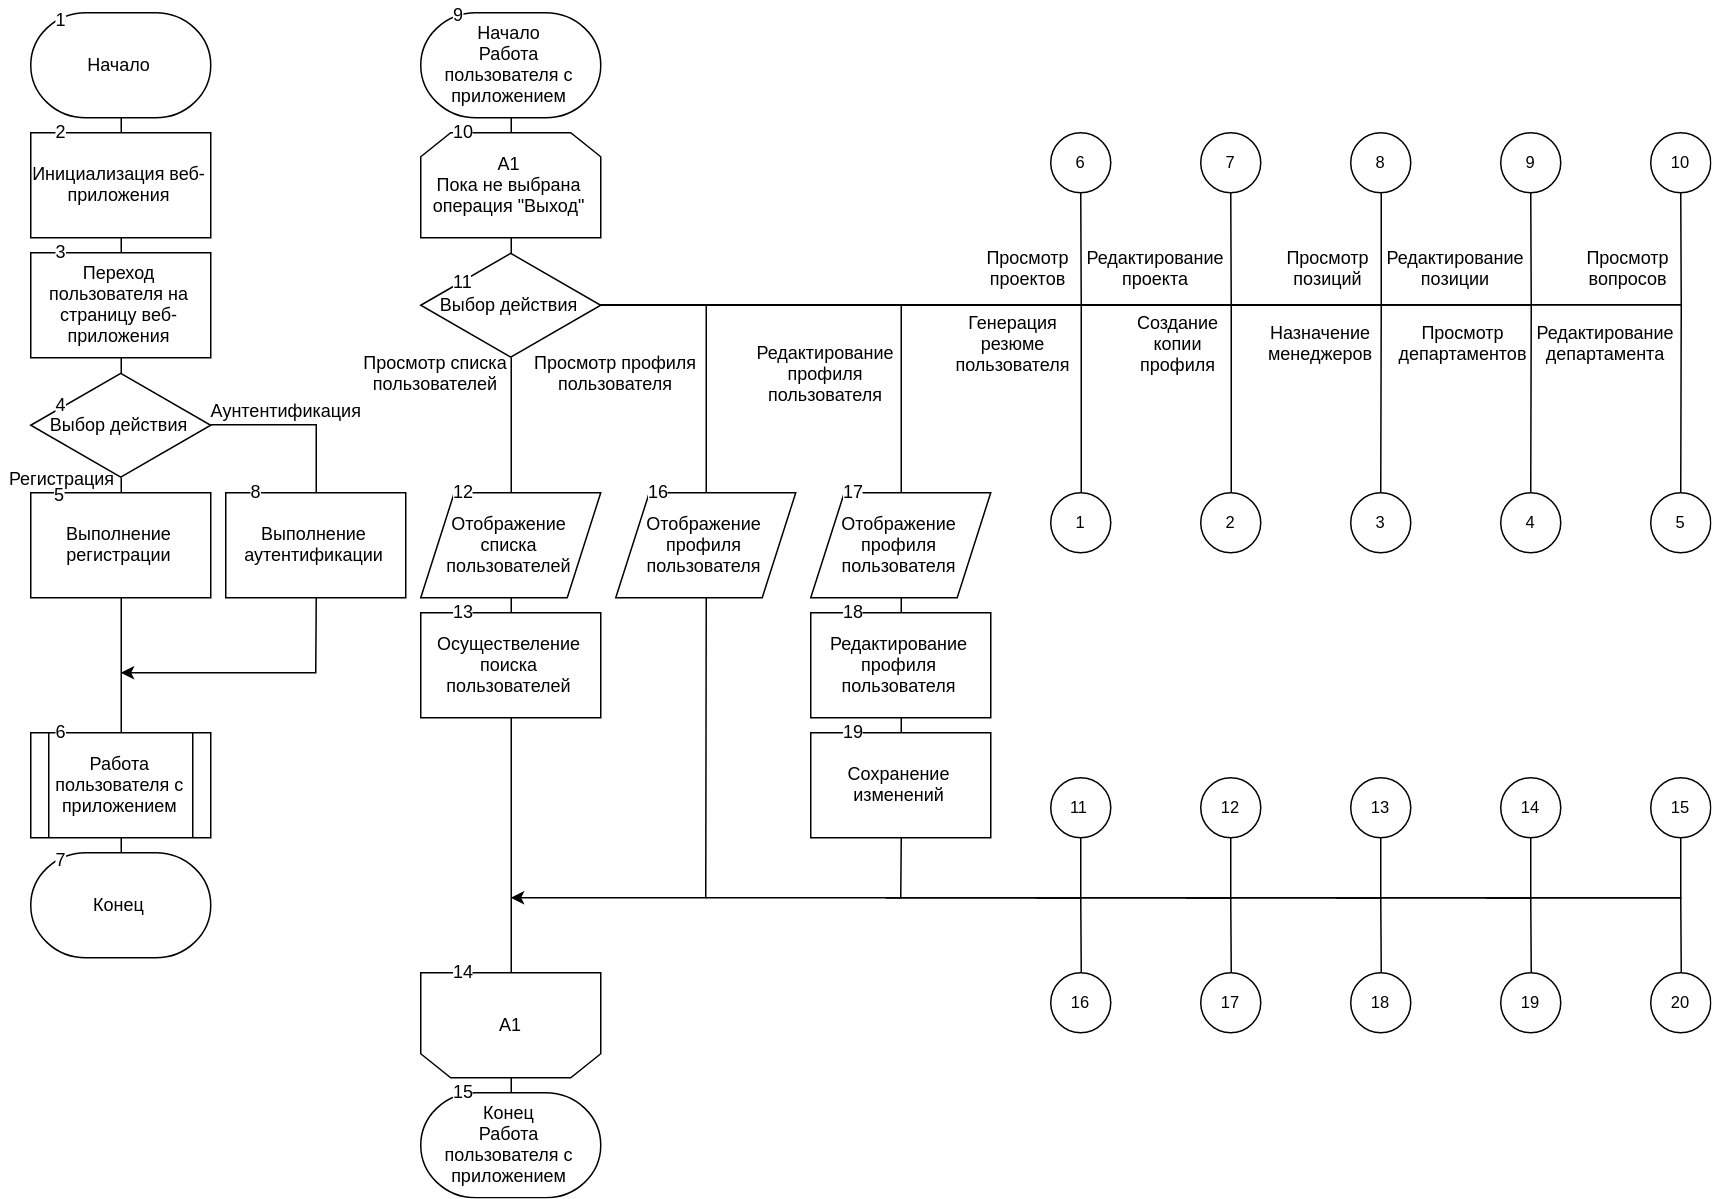 1
Начало
2
Инициализация веб-
приложения
3
Переход
пользователя на
страницу веб-
приложения
4
Выбор действия
Аунтентификация
Регистрация
5
Выполнение
регистрации
8
Выполнение
аутентификации
6
Работа
пользователя с
приложением
7
Конец
9
Начало
Работа
пользователя с
приложением
10
А1
Пока не выбрана
операция "Выход"
11
Выбор действия
Просмотр списка
пользователей
Просмотр профиля
пользователя
Редактирование
профиля
пользователя
12
Отображение
списка
пользователей
13
Осуществеление
поиска
пользователей
16
Отображение
профиля
пользователя
17
Отображение
профиля
пользователя
18
Редактирование
профиля
пользователя
19
Сохранение
изменений
14
А1
15
Конец
Работа
пользователя с
приложением
6
7
8
9
10
Просмотр
проектов
Редактирование
проекта
Просмотр
позиций
Редактирование
позиции
Просмотр
вопросов
Генерация
резюме
пользователя
Создание
копии
профиля
Назначение
менеджеров
Просмотр
департаментов
Редактирование
департамента
1
2
3
4
5
11
12
13
14
15
16
17
18
19
20